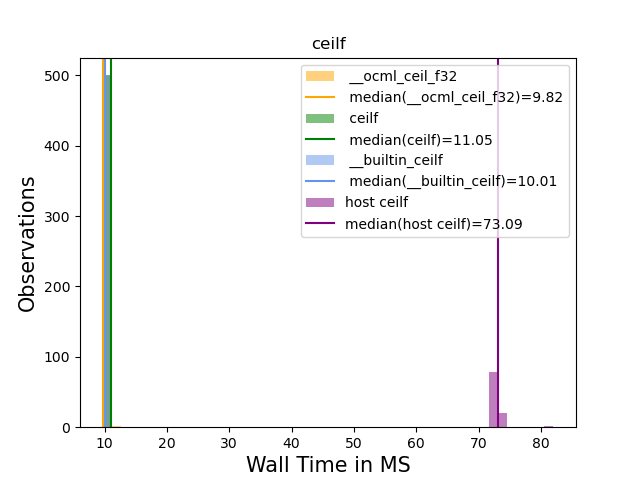 ceilf
500
400
300
200
100
0
Observations
__ocml_ceil_f32
median(__ocml_ceil_f32)=9.82
ceilf
median(ceilf)=11.05
__builtin_ceilf
median(__builtin_ceilf)=10.01
host ceilf
median(host ceilf)=73.09
10 20 30 40 50 60 70 80
Wall Time in MS